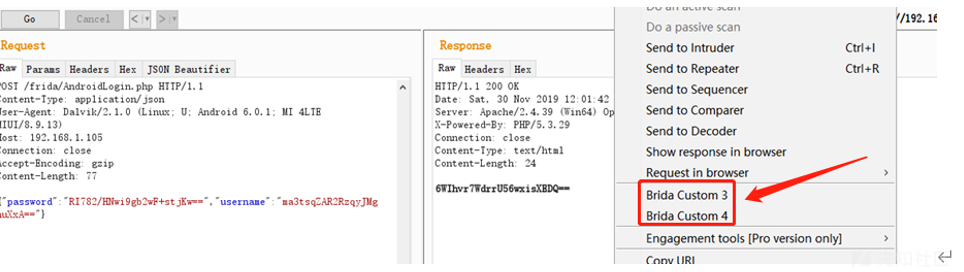 Go
Cancel
<
>
Request
Raw Params Headers Hex JSON Beautifier
POST /frida/AndroidLogin.php HTTP/1.1
Content-Type: application/json
User-Agent: Dalvik/2.1.0 (Linux; U; Android 6.0.1; MI 4LTE
MIUI/8.9.13)
Host: 192.168.1.105
Connection: close
Accept-Encoding: gzip
Content-Length: 77
{"password":"RI782/HNwi9gb2wF+stjKw==","username":"ma3tsqZAR2RzqyJMg
nuXxA=="}
Response
Raw Headers Hex
HTTP/1.1 200 OK
Date: Sat, 30 Nov 2019 12:01:42
Server: Apache/2.4.39 (Win64) Op
X-Powered-By: PHP/5.3.29
Connection: close
Content-Type: text/html
Content-Length: 24
6WIhvr7WdrrU56wxisXBDQ==
Do an active scan
Do a passive scan
Send to Intruder Ctrl+I
Send to Repeater Ctrl+R
Send to Sequencer
Send to Comparer
Send to Decoder
Show response in browser
Request in browser >
Brida Custom 3
Brida Custom 4
Engagement tools [Pro version only] >
Copy URL
//192.16